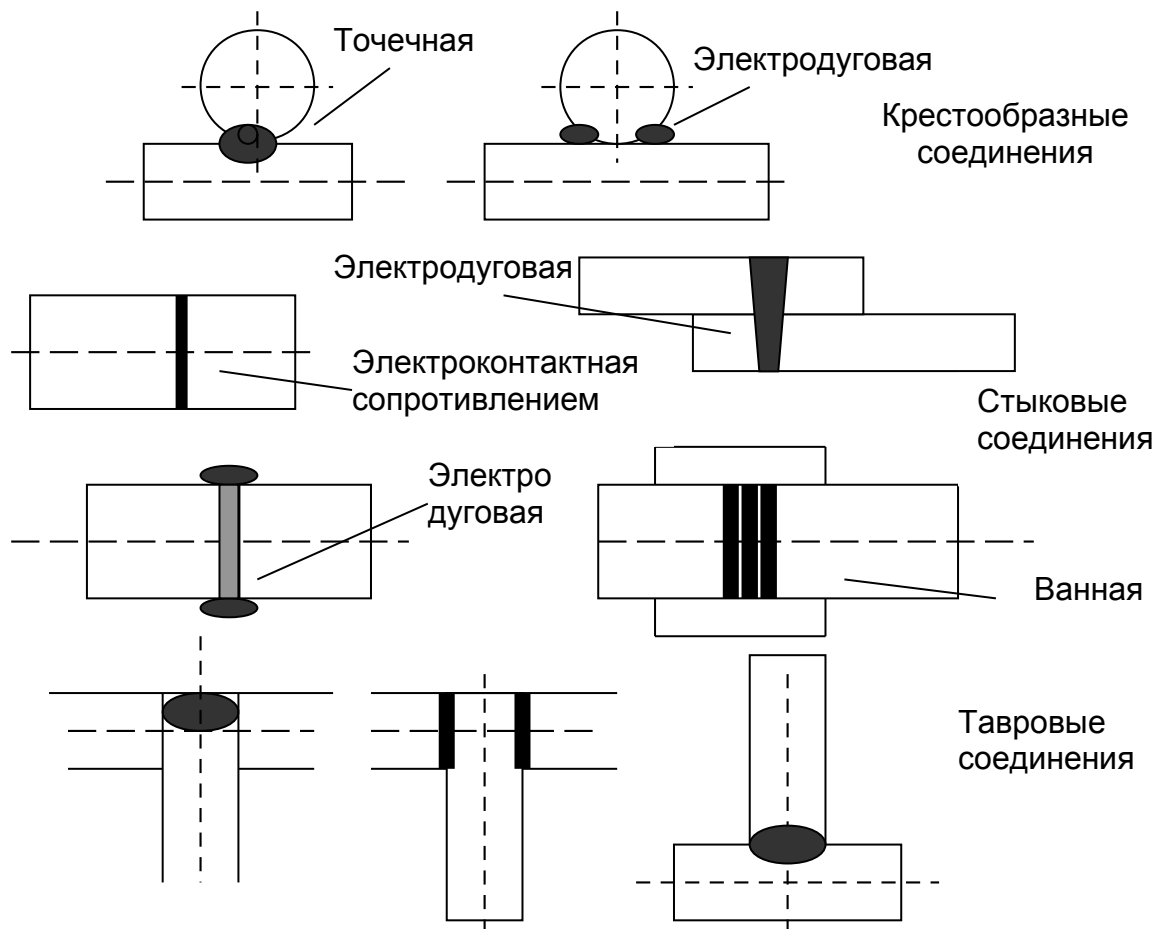 Точечная
Электродуговая
Крестообразные
соединения
Электродуговая
Электроконтактная
сопротивлением
Стыковые
соединения
Электро
дуговая
Ванная
Тавровые
соединения